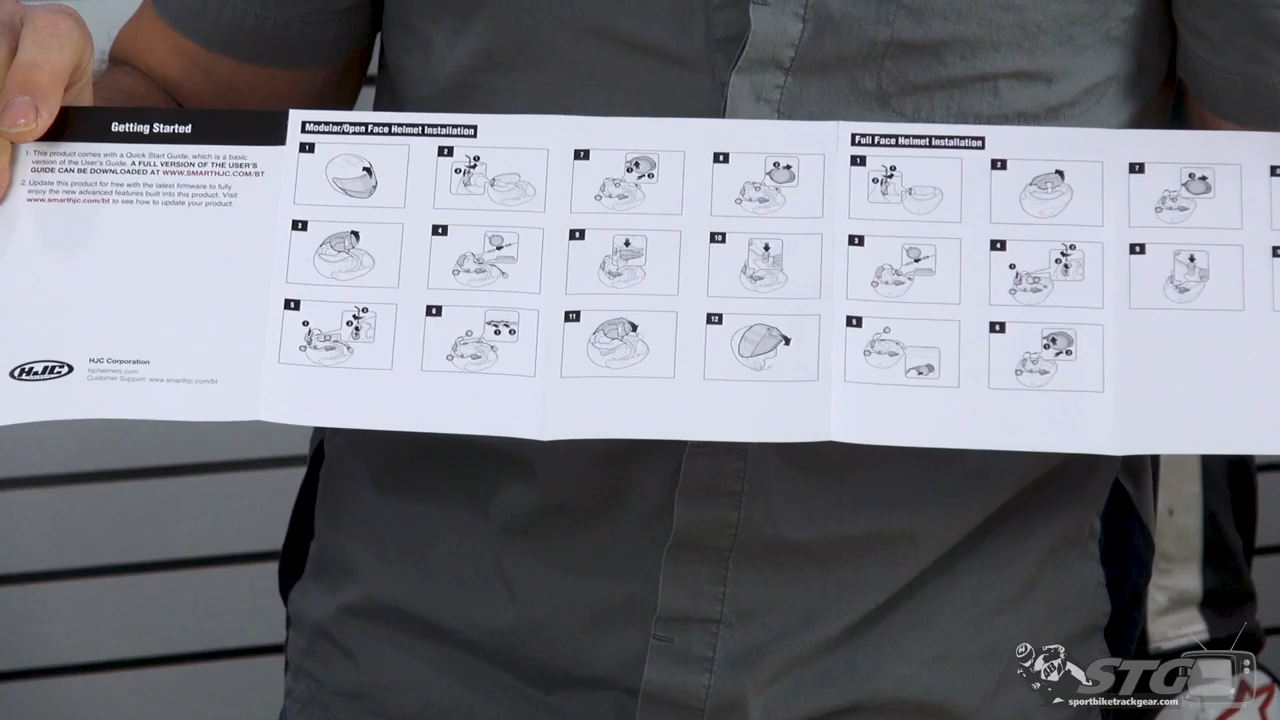 Getting Started
1. This product comes with a Quick Start Guide, which is a basic
version of the User's Guide. A FULL VERSION OF THE USER'S
GUIDE CAN BE DOWNLOADED AT WWW.SMARTHJC.COM/BT
2. Update this product for free with the latest firmware to fully
enjoy the new advanced features built into this product. Visit
www.smarthjc.com/bt to see how to update your product.
HJC
HJC Corporation
hjchelmets.com
Customer Support: www.smarthjc.com/bt
Modular/Open Face Helmet Installation
1
2
3
4
5
6
7
8
9
10
11
12
Full Face Helmet Installation
1
2
3
4
5
6
7
9
STG
sportbiketrackgear.com